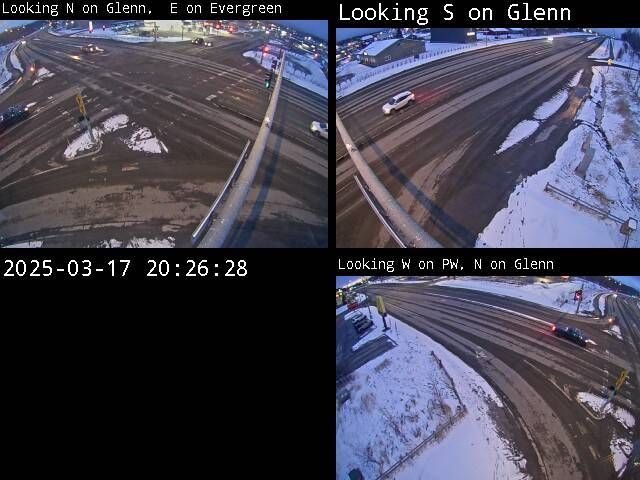 Looking N on Glenn,  E on Evergreen
Looking S on Glenn
2025-03-17 20:26:28
Looking W on PW, N on Glenn